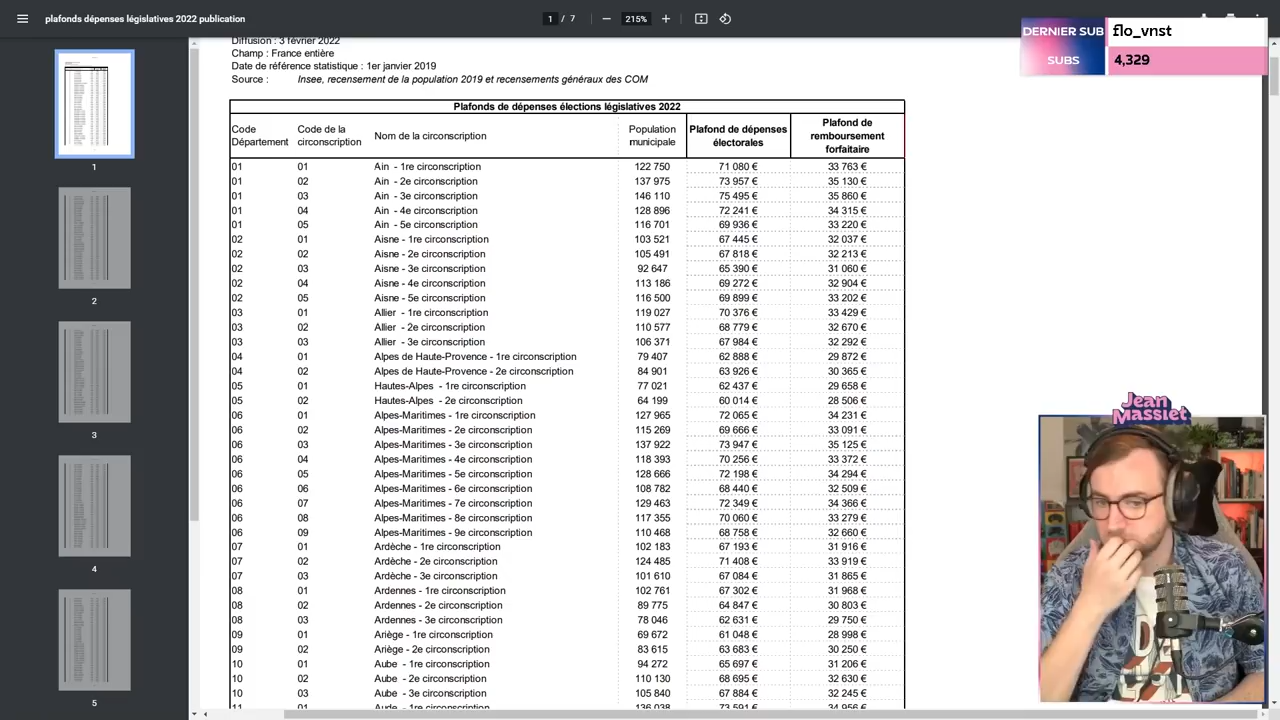 plafonds dépenses législatives 2022 publication
1 / 7
215%
DERNIER SUB flo_vnst
SUBS 4,329
Diffusion : 3 février 2022
Champ : France entière
Date de référence statistique : 1er janvier 2019
Source : Insee, recensement de la population 2019 et recensements généraux des COM
Plafonds de dépenses élections législatives 2022
Code Département Code de la circonscription Nom de la circonscription Population municipale Plafond de dépenses électorales Plafond de remboursement forfaitaire
01 01 Ain - 1re circonscription 122 750 71 080 € 33 763 €
01 02 Ain - 2e circonscription 137 975 73 957 € 35 130 €
01 03 Ain - 3e circonscription 146 110 75 495 € 35 860 €
01 04 Ain - 4e circonscription 128 896 72 241 € 34 315 €
01 05 Ain - 5e circonscription 116 701 69 936 € 33 220 €
02 01 Aisne - 1re circonscription 103 521 67 445 € 32 037 €
02 02 Aisne - 2e circonscription 105 491 67 818 € 32 213 €
02 03 Aisne - 3e circonscription 92 647 65 390 € 31 060 €
02 04 Aisne - 4e circonscription 113 186 69 272 € 32 904 €
02 05 Aisne - 5e circonscription 116 500 69 899 € 33 202 €
03 01 Allier - 1re circonscription 119 027 70 376 € 33 429 €
03 02 Allier - 2e circonscription 110 577 68 779 € 32 670 €
03 03 Allier - 3e circonscription 106 371 67 984 € 32 292 €
04 01 Alpes de Haute-Provence - 1re circonscription 79 407 62 888 € 29 872 €
04 02 Alpes de Haute-Provence - 2e circonscription 84 901 63 926 € 30 365 €
05 01 Hautes-Alpes - 1re circonscription 77 021 62 437 € 29 658 €
05 02 Hautes-Alpes - 2e circonscription 64 199 60 014 € 28 506 €
06 01 Alpes-Maritimes - 1re circonscription 127 965 72 065 € 34 231 €
06 02 Alpes-Maritimes - 2e circonscription 115 269 69 666 € 33 091 €
06 03 Alpes-Maritimes - 3e circonscription 137 922 73 947 € 35 125 €
06 04 Alpes-Maritimes - 4e circonscription 118 393 70 256 € 33 372 €
06 05 Alpes-Maritimes - 5e circonscription 128 666 72 198 € 34 294 €
06 06 Alpes-Maritimes - 6e circonscription 108 782 68 440 € 32 509 €
06 07 Alpes-Maritimes - 7e circonscription 129 463 72 349 € 34 366 €
06 08 Alpes-Maritimes - 8e circonscription 117 355 70 060 € 33 279 €
06 09 Alpes-Maritimes - 9e circonscription 110 468 68 758 € 32 660 €
07 01 Ardèche - 1re circonscription 102 183 67 193 € 31 916 €
07 02 Ardèche - 2e circonscription 124 485 71 408 € 33 919 €
07 03 Ardèche - 3e circonscription 101 610 67 084 € 31 865 €
08 01 Ardennes - 1re circonscription 102 761 67 302 € 31 968 €
08 02 Ardennes - 2e circonscription 89 775 64 847 € 30 803 €
08 03 Ardennes - 3e circonscription 78 046 62 631 € 29 750 €
09 01 Ariège - 1re circonscription 69 672 61 048 € 28 998 €
09 02 Ariège - 2e circonscription 83 615 63 683 € 30 250 €
10 01 Aube - 1re circonscription 94 272 65 697 € 31 206 €
10 02 Aube - 2e circonscription 110 130 68 695 € 32 630 €
10 03 Aube - 3e circonscription 105 840 67 884 € 32 245 €
11 01 Aude - 1re circonscription 136 038 73 591 € 34 956 €
1
2
3
4
5
Jean
Massiet